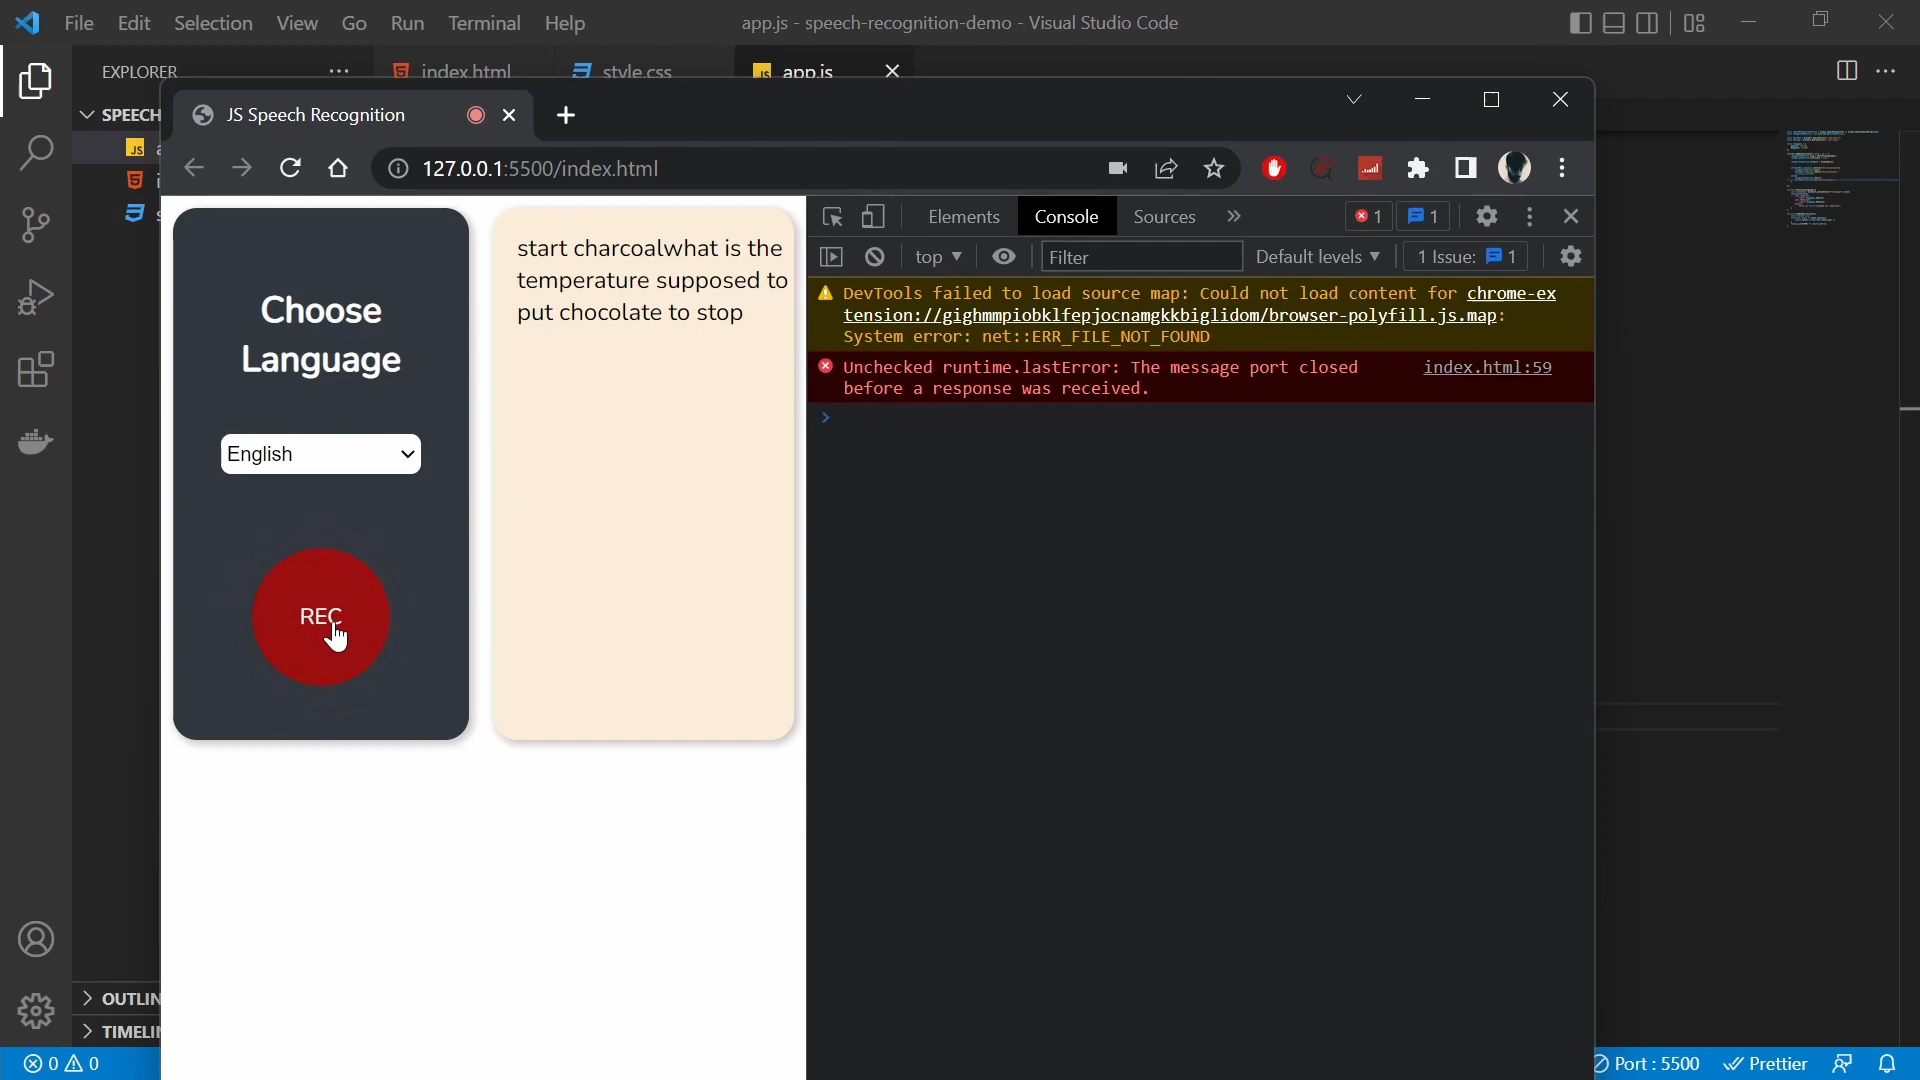 File Edit Selection View Go Run Terminal Help
app.js - speech-recognition-demo - Visual Studio Code
EXPLORER
index.html
style.css
JS app.js
SPEECH
JS
JS Speech Recognition
127.0.0.1:5500/index.html
Choose
Language
English
REC
start charcoalwhat is the
temperature supposed to
put chocolate to stop
Elements Console Sources » 1 1
top Filter Default levels 1 Issue: 1
DevTools failed to load source map: Could not load content for chrome-ex
tension://gighmmpiobklfepjocnamgkkbiglidom/browser-polyfill.js.map:
System error: net::ERR_FILE_NOT_FOUND
Unchecked runtime.lastError: The message port closed index.html:59
before a response was received.
OUTLIN
TIMELI
0 0
Port : 5500 Prettier